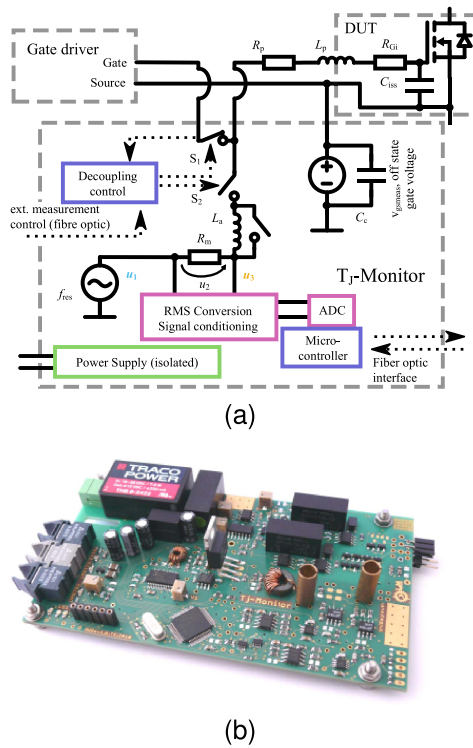 DUT
Gate driver
Gate
Source
Rp
Lp
RGi
Ciss
S1
S2
Decoupling
control
ext. measurement
control (fibre optic)
La
Rm
u1
u2
u3
fres
vgsmeas, off state
gate voltage
Cc
TJ-Monitor
RMS Conversion
Signal conditioning
ADC
Micro-
controller
Power Supply (isolated)
Fiber optic
interface
(a)
TRACO
POWER
Tj-Monitor
(b)